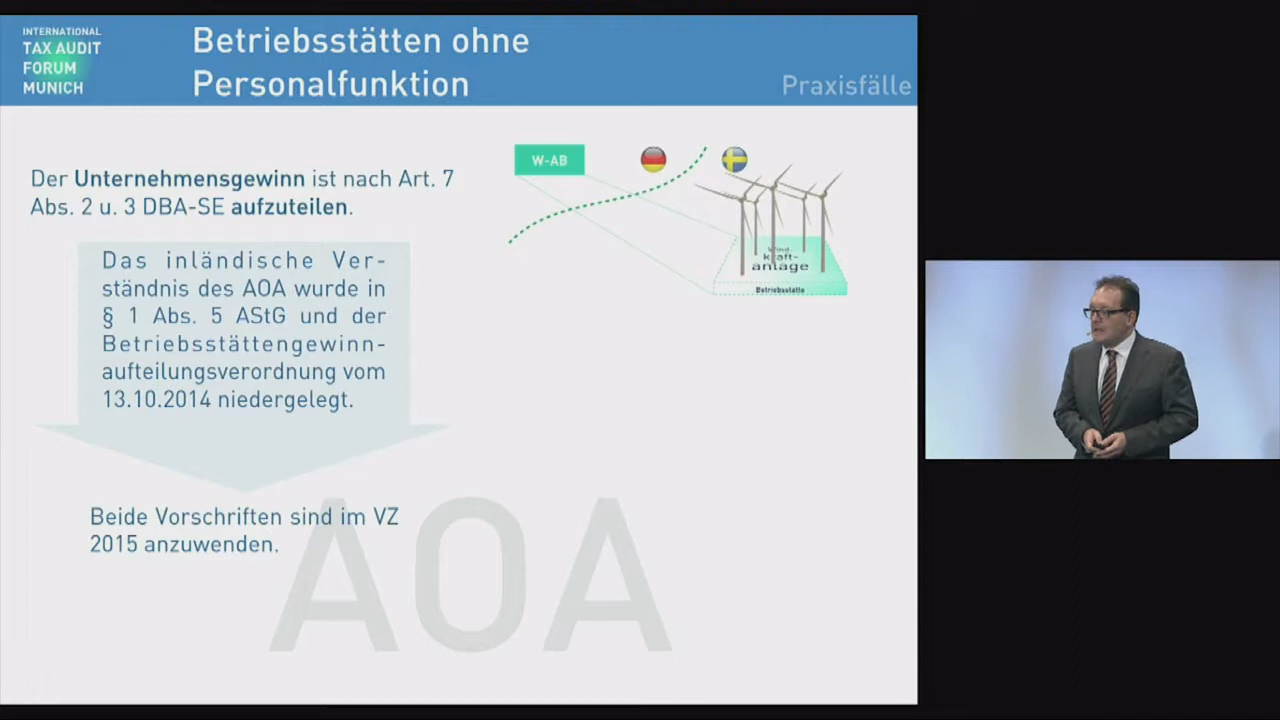 INTERNATIONAL
TAX AUDIT
FORUM
MUNICH
Betriebsstätten ohne
Personalfunktion
Praxisfälle
Der Unternehmensgewinn ist nach Art. 7
Abs. 2 u. 3 DBA-SE aufzuteilen.
W-AB
Wind-
kraft-
anlage
Betriebsstätte
Das inländische Ver-
ständnis des AOA wurde in
§ 1 Abs. 5 AStG und der
Betriebsstättengewinn-
aufteilungsverordnung vom
13.10.2014 niedergelegt.
Beide Vorschriften sind im VZ
2015 anzuwenden.
AOA